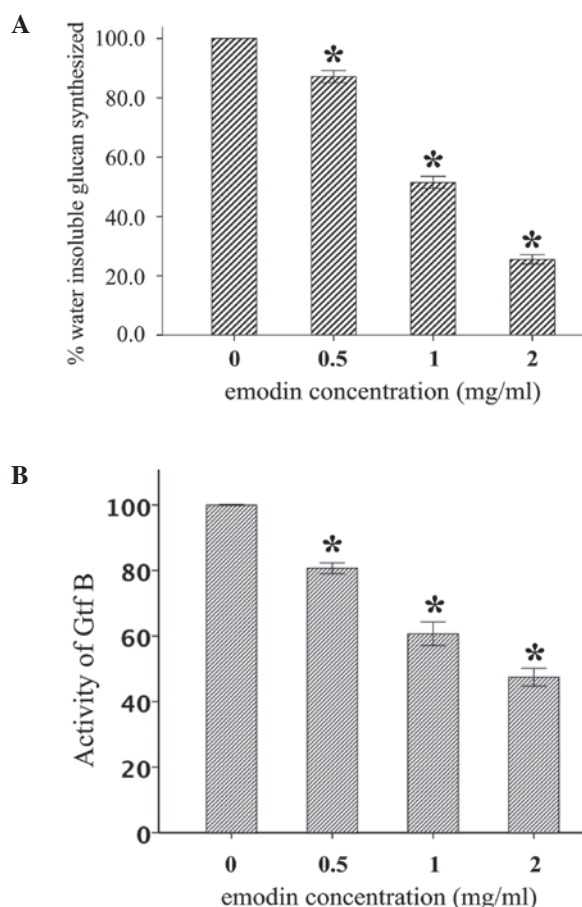 A
% water insoluble glucan synthesized
100.0
80.0
60.0
40.0
20.0
0.0
*
*
*
0 0.5 1 2
emodin concentration (mg/ml)
B
Activity of Gtf B
100
80
60
40
20
0
*
*
*
0 0.5 1 2
emodin concentration (mg/ml)